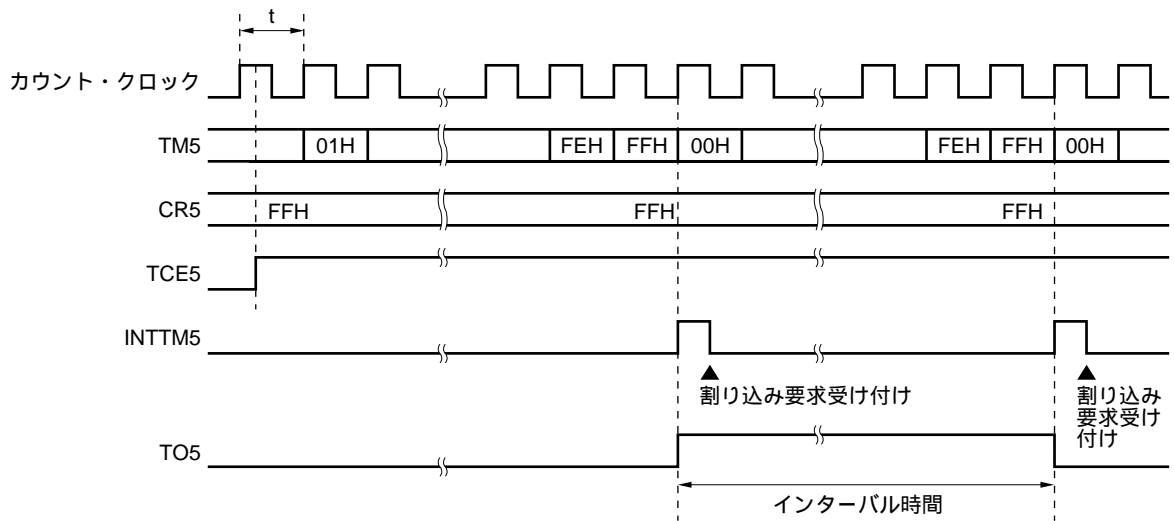 t
カウント・クロック
TM5
01H
FEH
FFH
00H
FEH
FFH
00H
CR5
FFH
FFH
FFH
TCE5
INTTM5
割り込み要求受け付け
割り込み
要求受け
付け
TO5
インターバル時間